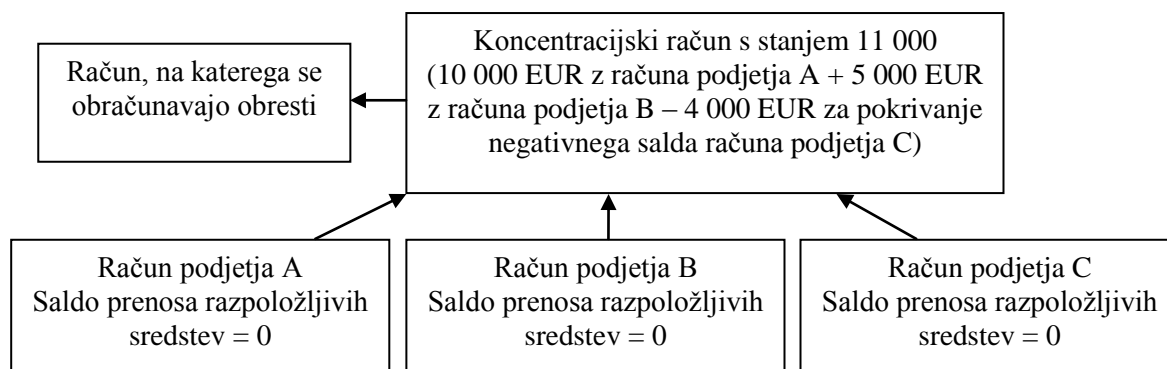 Račun, na katerega se
obračunavajo obresti
Koncentracijski račun s stanjem 11 000
(10 000 EUR z računa podjetja A + 5 000 EUR
z računa podjetja B – 4 000 EUR za pokrivanje
negativnega salda računa podjetja C)
Račun podjetja A
Saldo prenosa razpoložljivih
sredstev = 0
Račun podjetja B
Saldo prenosa razpoložljivih
sredstev = 0
Račun podjetja C
Saldo prenosa razpoložljivih
sredstev = 0